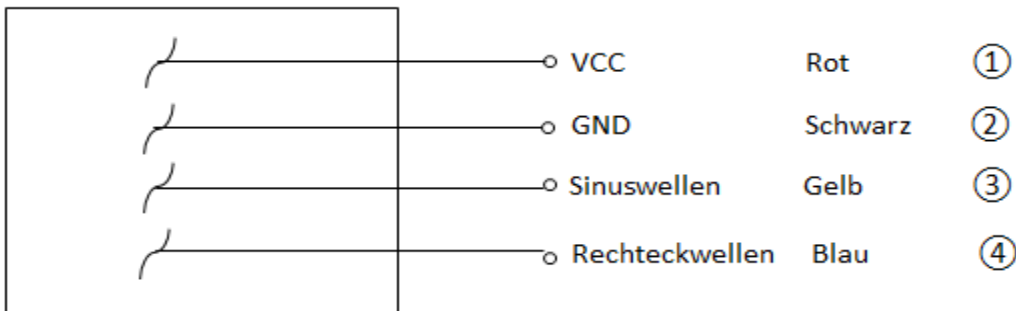 VCC Rot ①
GND Schwarz ②
Sinuswellen Gelb ③
Rechteckwellen Blau ④